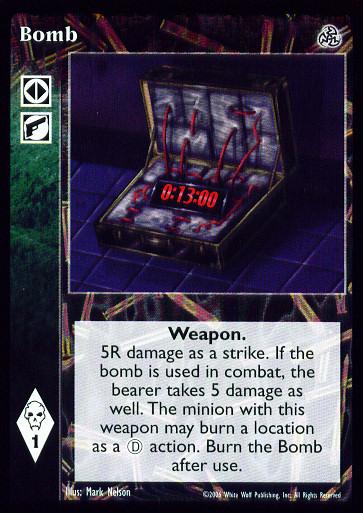 Bomb
0:13:00
Weapon.
5R damage as a strike. If the
bomb is used in combat, the
bearer takes 5 damage as
well. The minion with this
weapon may burn a location
as a Ⓓ action. Burn the Bomb
after use.
1
Illus: Mark Nelson
©2006 White Wolf Publishing, Inc. All Rights Reserved